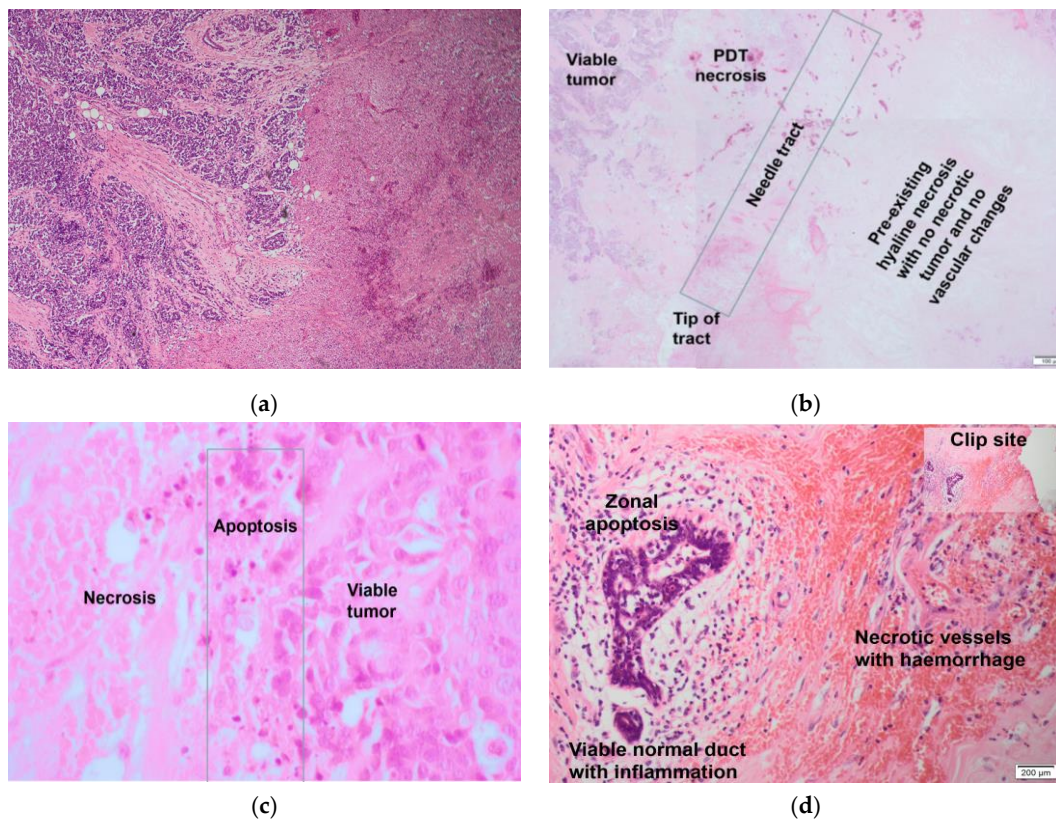 Viable
tumor
PDT
necrosis
Needle tract
Pre-existing
hyaline necrosis
with no necrotic
tumor and no
vascular changes
Tip of
tract
(a)
(b)
Necrosis
Apoptosis
Viable
tumor
Clip site
Zonal
apoptosis
Necrotic vessels
with haemorrhage
Viable normal duct
with inflammation
200 µm
(c)
(d)